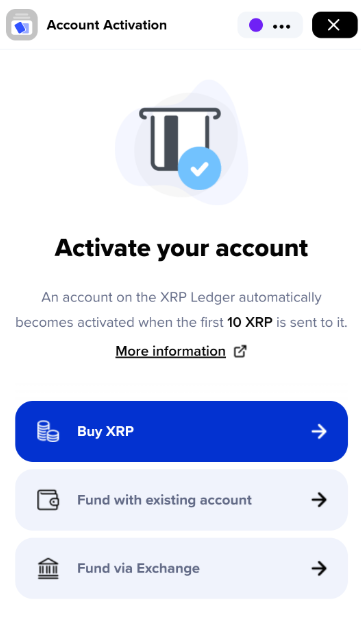 Account Activation
Activate your account
An account on the XRP Ledger automatically
becomes activated when the first 10 XRP is sent to it.
More information
Buy XRP
Fund with existing account
Fund via Exchange